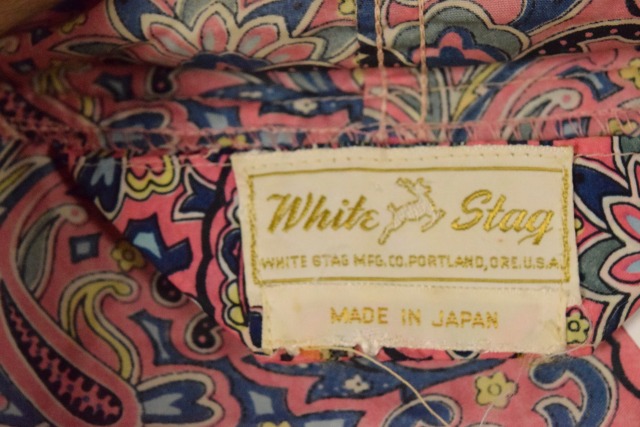 White Stag
WHITE STAG MFG.CO.PORTLAND,ORE.U.S.A.
MADE IN JAPAN